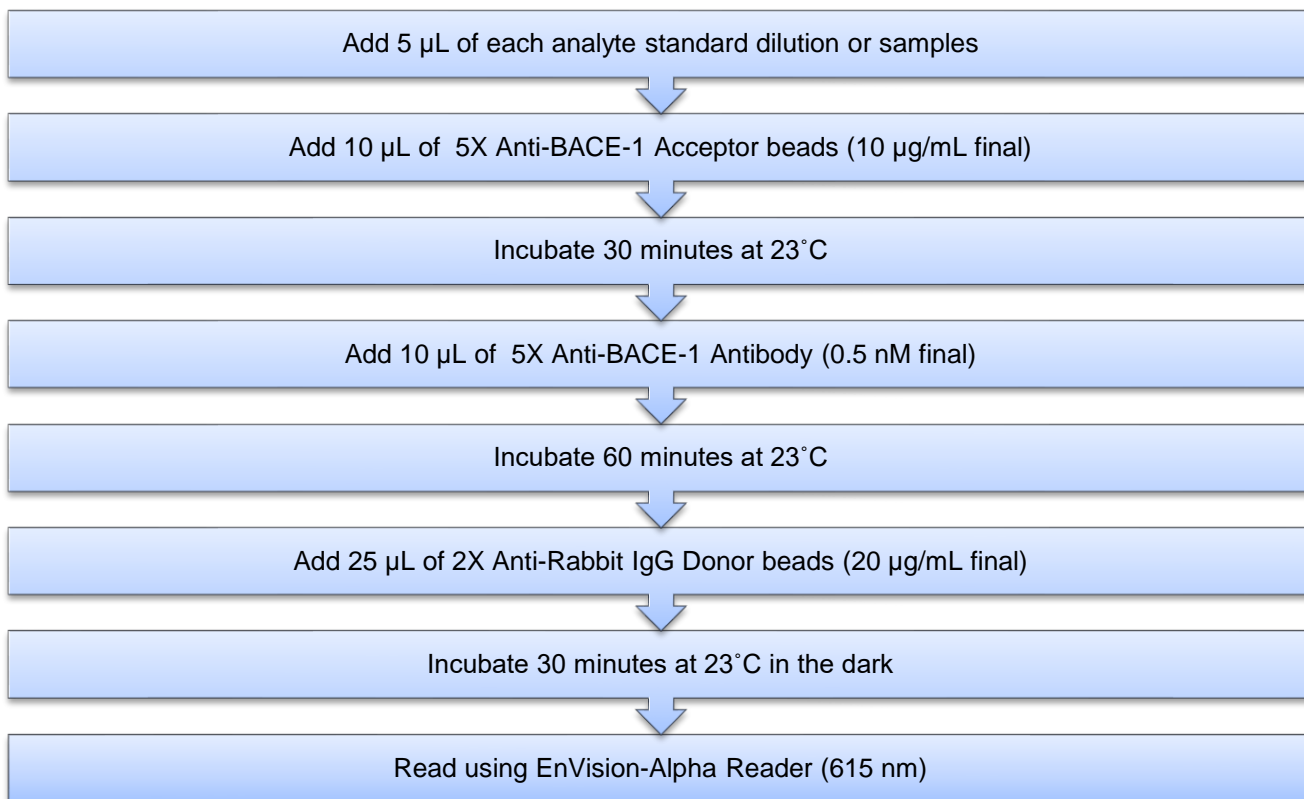 Add 5 µL of each analyte standard dilution or samples
Add 10 µL of  5X Anti-BACE-1 Acceptor beads (10 µg/mL final)
Incubate 30 minutes at 23˚C
Add 10 µL of  5X Anti-BACE-1 Antibody (0.5 nM final)
Incubate 60 minutes at 23˚C
Add 25 µL of 2X Anti-Rabbit IgG Donor beads (20 µg/mL final)
Incubate 30 minutes at 23˚C in the dark
Read using EnVision-Alpha Reader (615 nm)